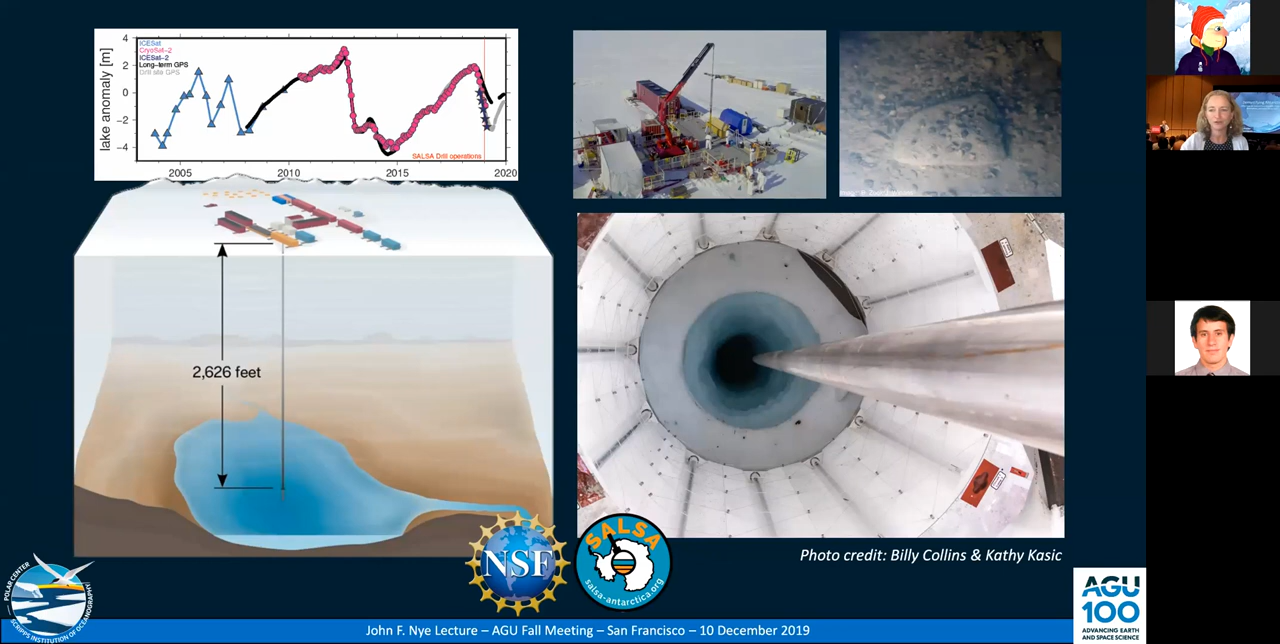 lake anomaly [m]
4
2
0
−2
−4
ICESat
CryoSat−2
ICESat−2
Long−term GPS
Drill site GPS
SALSA Drill operations
2005
2010
2015
2020
2,626 feet
NSF
SALSA
salsa-antarctica.org
Photo credit: Billy Collins & Kathy Kasic
POLAR CENTER
SCRIPPS INSTITUTION OF OCEANOGRAPHY
AGU
100
ADVANCING EARTH
AND SPACE SCIENCE
John F. Nye Lecture – AGU Fall Meeting – San Francisco – 10 December 2019